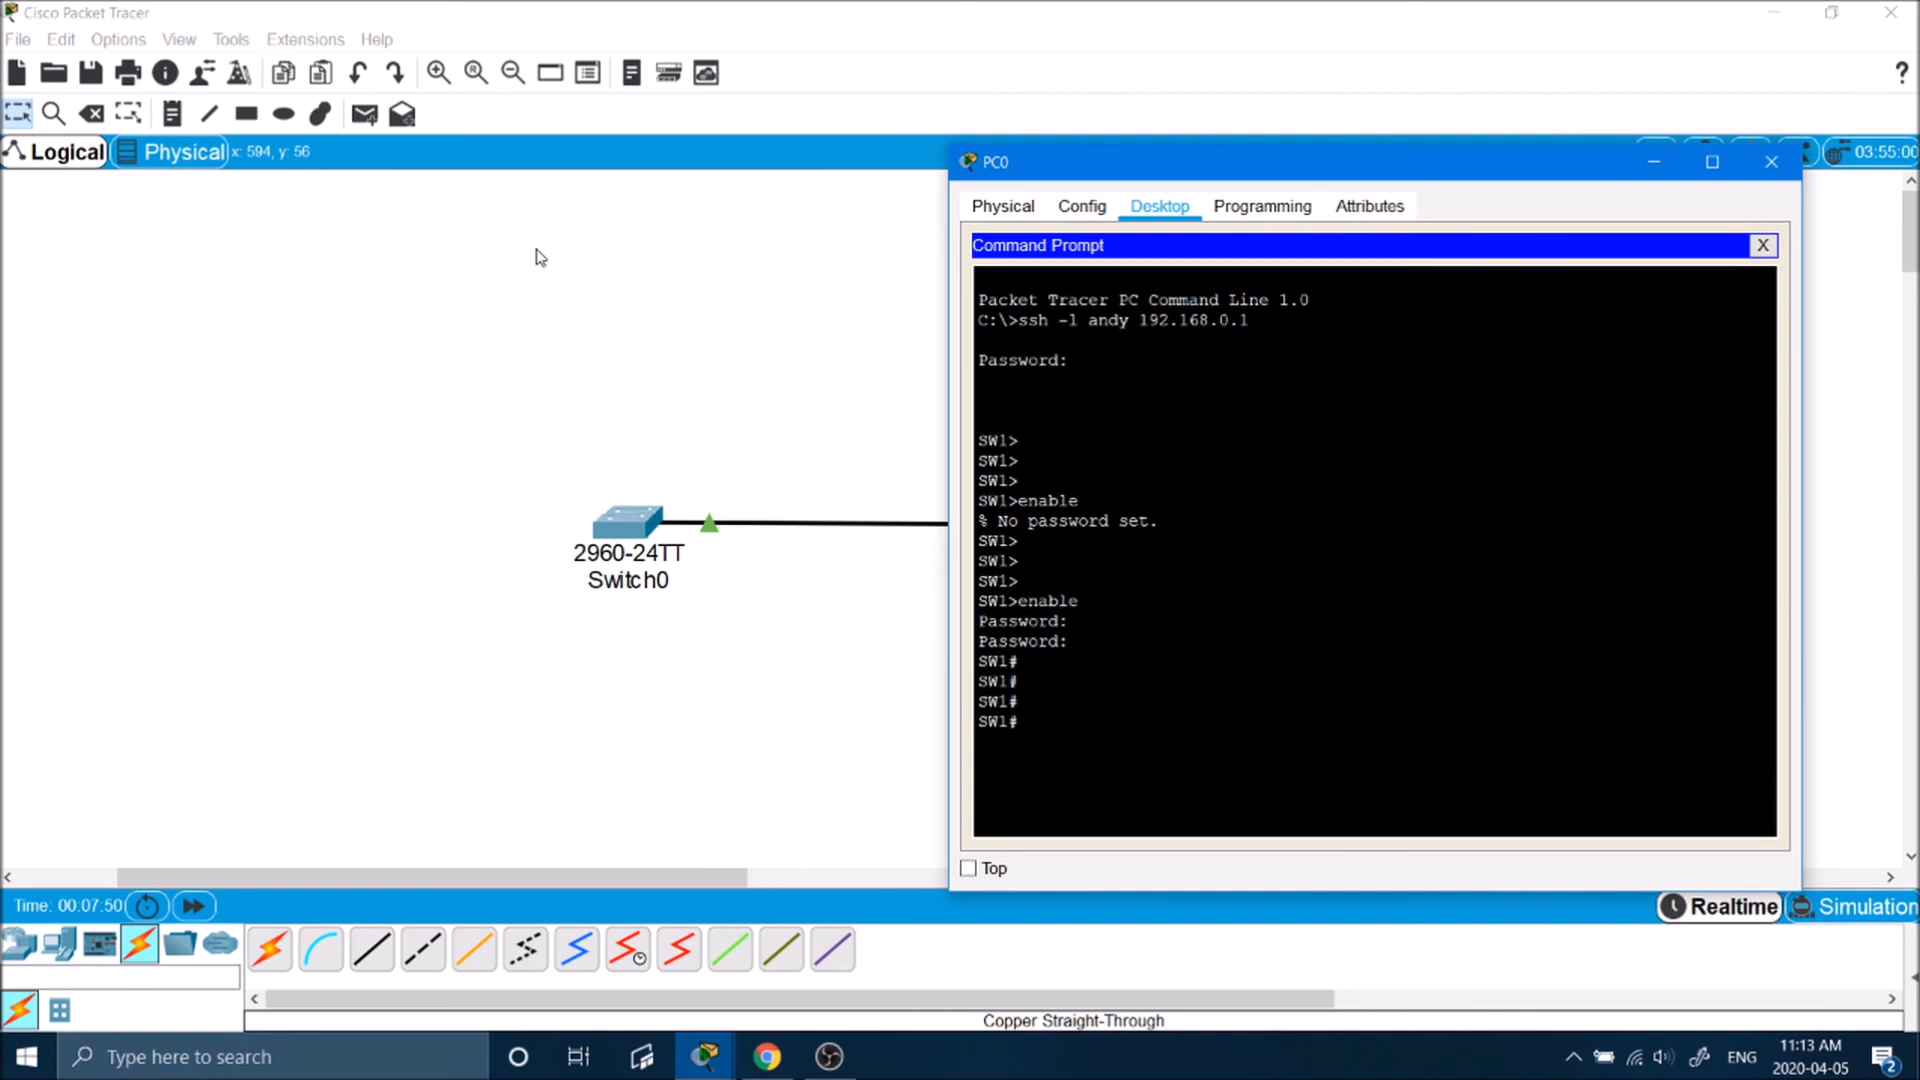 Cisco Packet Tracer
File Edit Options View Tools Extensions Help
?
Logical Physical x: 594, y: 56
03:55:00
PC0
Physical Config Desktop Programming Attributes
Command Prompt
X
Packet Tracer PC Command Line 1.0
C:\>ssh -l andy 192.168.0.1
Password:
SW1>
SW1>
SW1>
SW1>enable
% No password set.
SW1>
SW1>
SW1>
SW1>enable
Password:
Password:
SW1#
SW1#
SW1#
SW1#
2960-24TT
Switch0
Top
Time: 00:07:50
Realtime Simulation
Copper Straight-Through
Type here to search
ENG
11:13 AM
2020-04-05
2